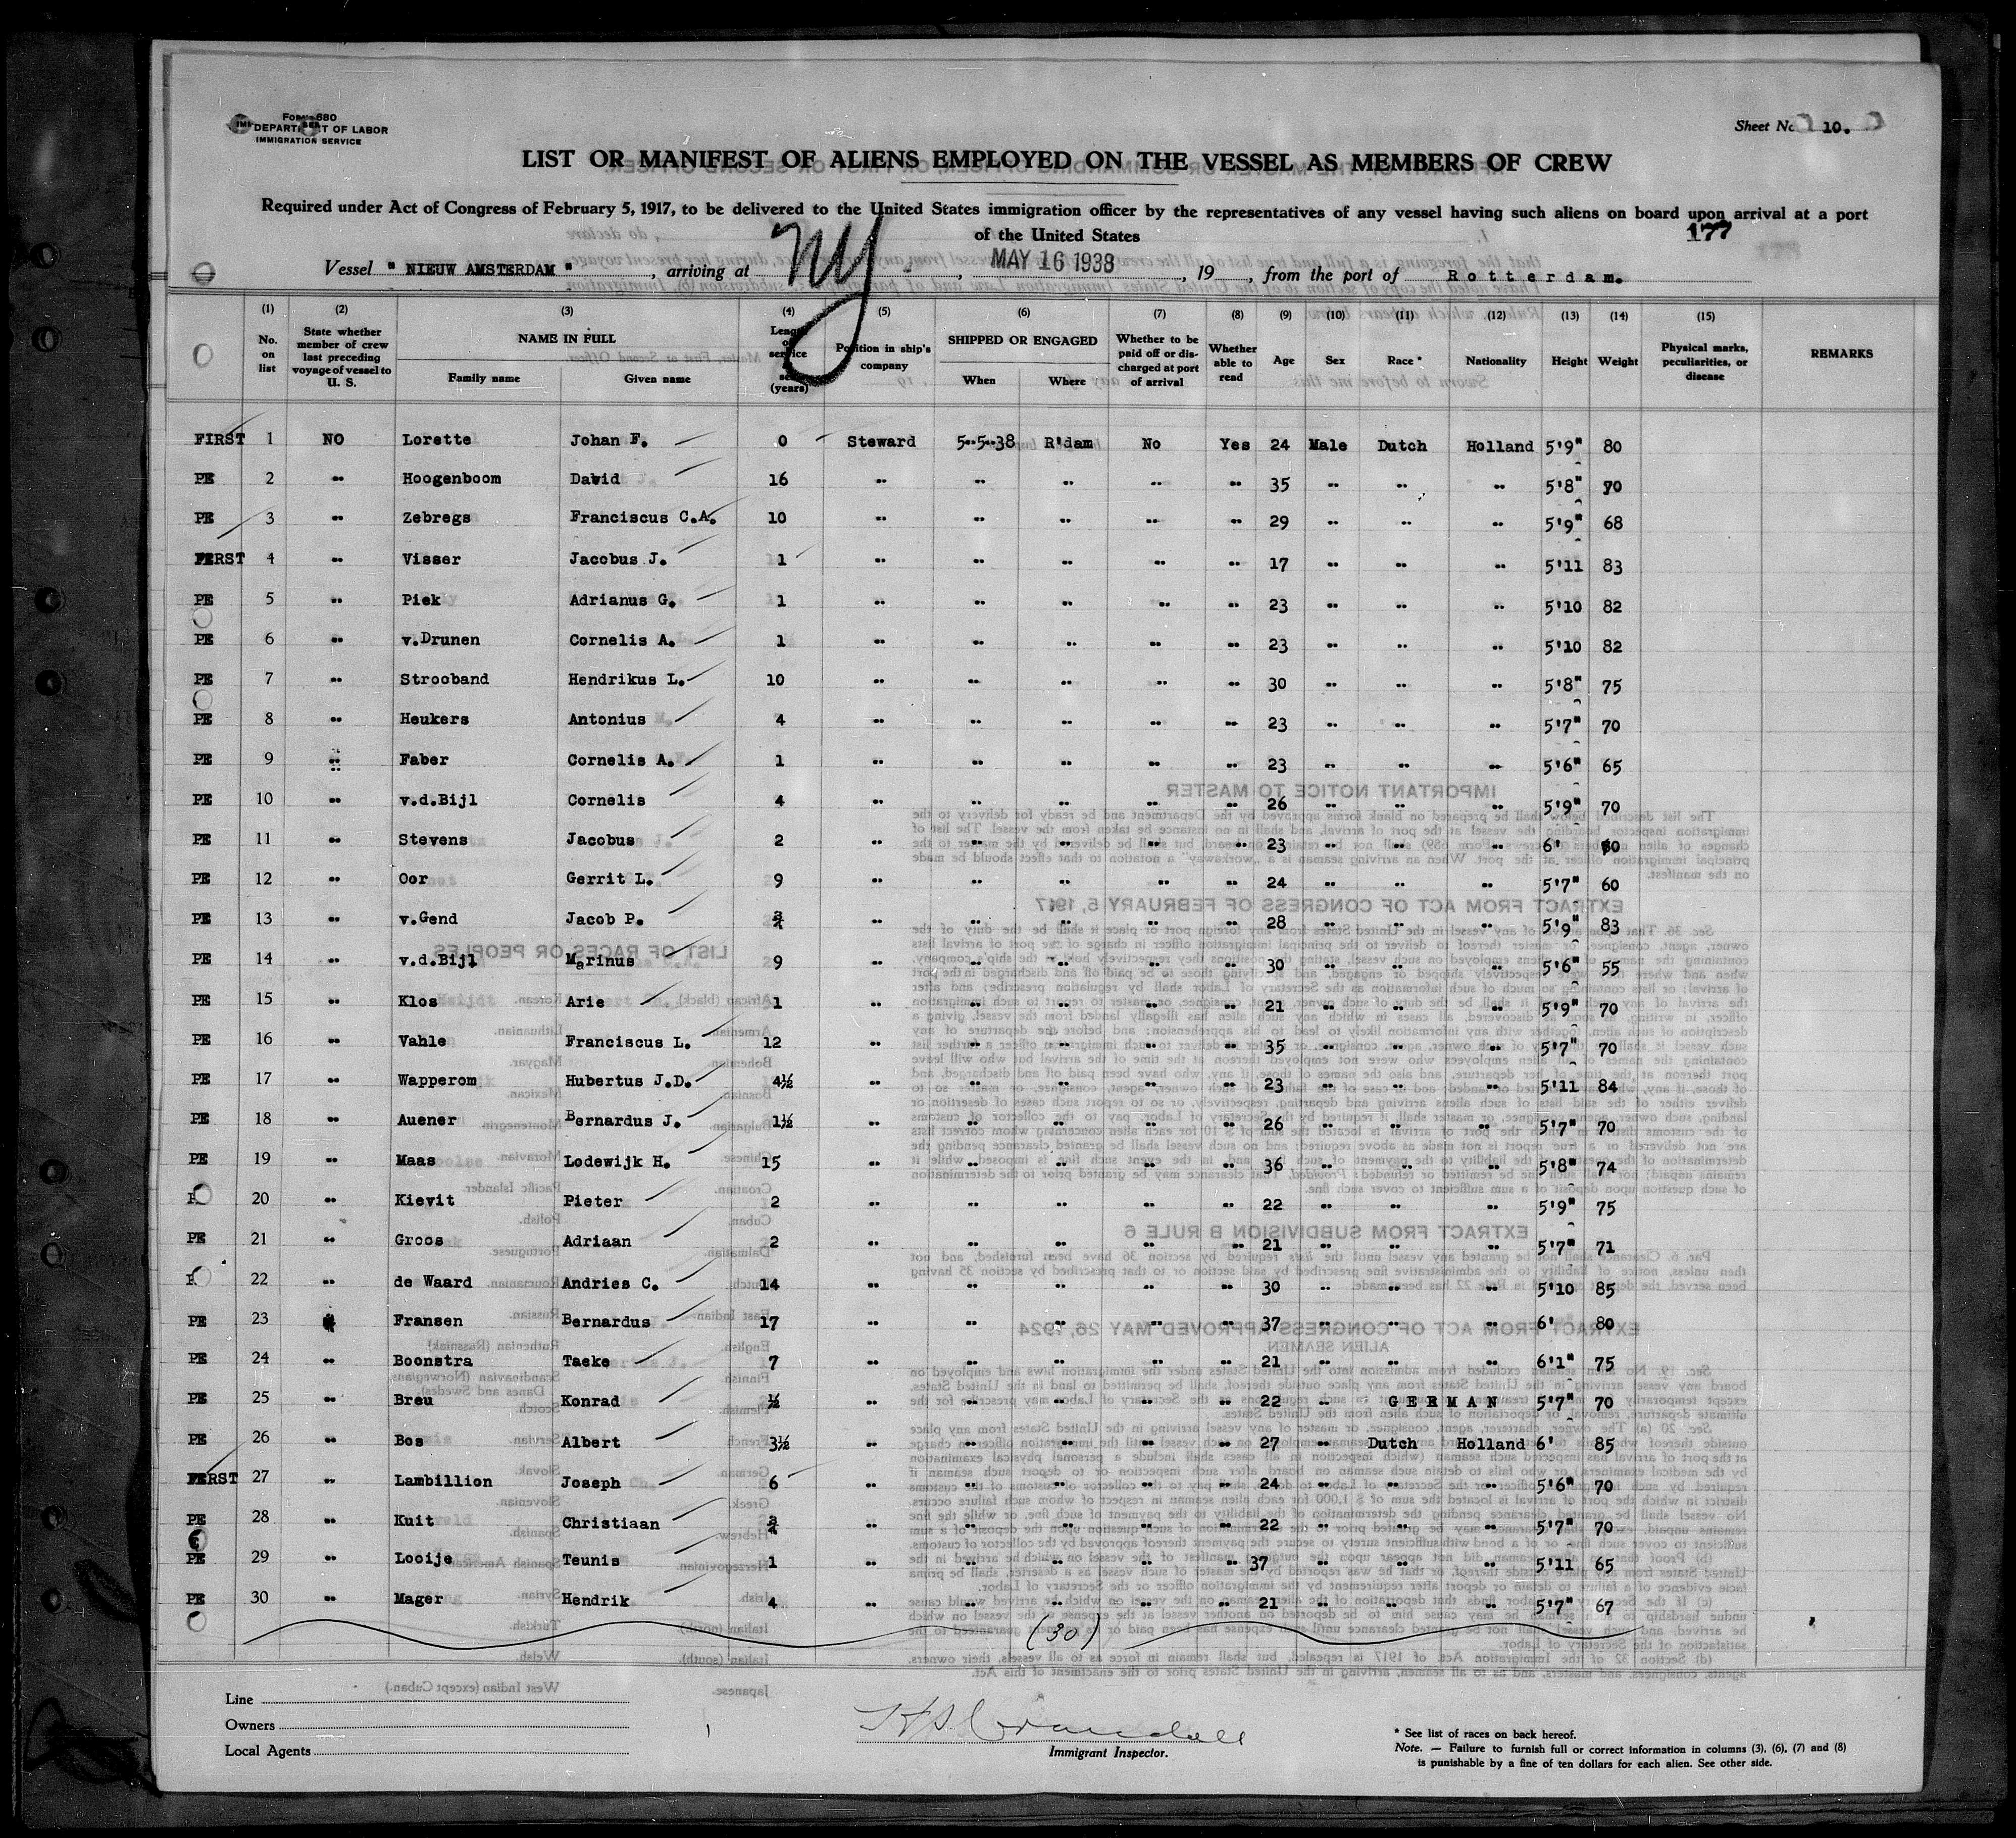 Form 680
DEPARTMENT OF LABOR
IMMIGRATION SERVICE
Sheet No. 10.
LIST OR MANIFEST OF ALIENS EMPLOYED ON THE VESSEL AS MEMBERS OF CREW
Required under Act of Congress of February 5, 1917, to be delivered to the United States immigration officer by the representatives of any vessel having such aliens on board upon arrival at a port
of the United States
177
Vessel " NIEUW AMSTERDAM ", arriving at NY, MAY 16 1938, 19, from the port of Rotterdam.
(1) (2) (3) (4) (5) (6) (7) (8) (9) (10) (11) (12) (13) (14) (15)
No. on list State whether member of crew last preceding voyage of vessel to U. S. NAME IN FULL Family name Given name Length of service at sea (years) Position in ship's company SHIPPED OR ENGAGED When Where Whether to be paid off or discharged at port of arrival Whether able to read Age Sex Race * Nationality Height Weight Physical marks, peculiarities, or disease REMARKS
FIRST 1 NO Lorette Johan F. 0 Steward 5-5-38 R'dam No Yes 24 Male Dutch Holland 5'9" 80
PE 2 " Hoogenboom David 16 " " " " " 35 " " " 5'8" 70
PE 3 " Zebregs Franciscus C.A. 10 " " " " " 29 " " " 5'9" 68
FIRST 4 " Visser Jacobus J. 1 " " " " " 17 " " " 5'11 83
PE 5 " Piek Adrianus G. 1 " " " " " 23 " " " 5'10 82
PE 6 " v.Drunen Cornelis A. 1 " " " " " 23 " " " 5'10 82
PE 7 " Strooband Hendrikus L. 10 " " " " " 30 " " " 5'8" 75
PE 8 " Heukers Antonius 4 " " " " " 23 " " " 5'7" 70
PE 9 " Faber Cornelis A. 1 " " " " " 23 " " " 5'6" 65
PE 10 " v.d.Bijl Cornelis 4 " " " " " 26 " " " 5'9" 70
PE 11 " Stevens Jacobus 2 " " " " " 23 " " " 6'
PE 12 " Oor Gerrit L. 9 " " " " " 24 " " " 5'7" 60
PE 13 " v.Gend Jacob P. " " " " " 28 " " " 5'9" 83
PE 14 " v.d.Bijl Marinus 9 " " " " " 30 " " " 5'6" 55
PE 15 " Klos Arie 1 " " " " " 21 " " " 5'9" 70
PE 16 " Vahle Franciscus L. 12 " " " " " 35 " " " 5'7" 70
PE 17 " Wapperom Hubertus J.D. 4½ " " " " " 23 " " " 5'11 84
PE 18 " Auener Bernardus J. 1½ " " " " " 26 " " " 5'7" 70
PE 19 " Maas Lodewijk H. 15 " " " " " 36 " " " 5'8" 74
20 " Kievit Pieter 2 " " " " " 22 " " " 5'9" 75
PE 21 " Groos Adriaan 2 " " " " " 21 " " " 5'7" 71
22 " de Waard Andries C. 14 " " " " " 30 " " " 5'10 85
PE 23 Fransen Bernardus 17 " " " " " 37 " " " 6' 80
PE 24 " Boonstra Taeke 7 " " " " " 21 " " " 6'1" 75
PE 25 " Breu Konrad ½ " " " " " 22 " GERMAN 5'7" 70
PE 26 " Bos Albert 3½ " " " " " 27 " Dutch Holland 6' 85
FIRST 27 " Lambillion Joseph 6 " " " " " 24 " " " 5'6" 70
PE 28 " Kuit Christiaan " " " " " 22 " " " 5'7" 70
PE 29 " Looije Teunis 1 " " " " " 37 " " " 5'11 65
PE 30 " Mager Hendrik 4 " " " " " 21 " " " 5'7" 67
(30)
Line
Owners
Local Agents
Immigrant Inspector.
* See list of races on back hereof.
Note. — Failure to furnish full or correct information in columns (3), (6), (7) and (8)
is punishable by a fine of ten dollars for each alien. See other side.